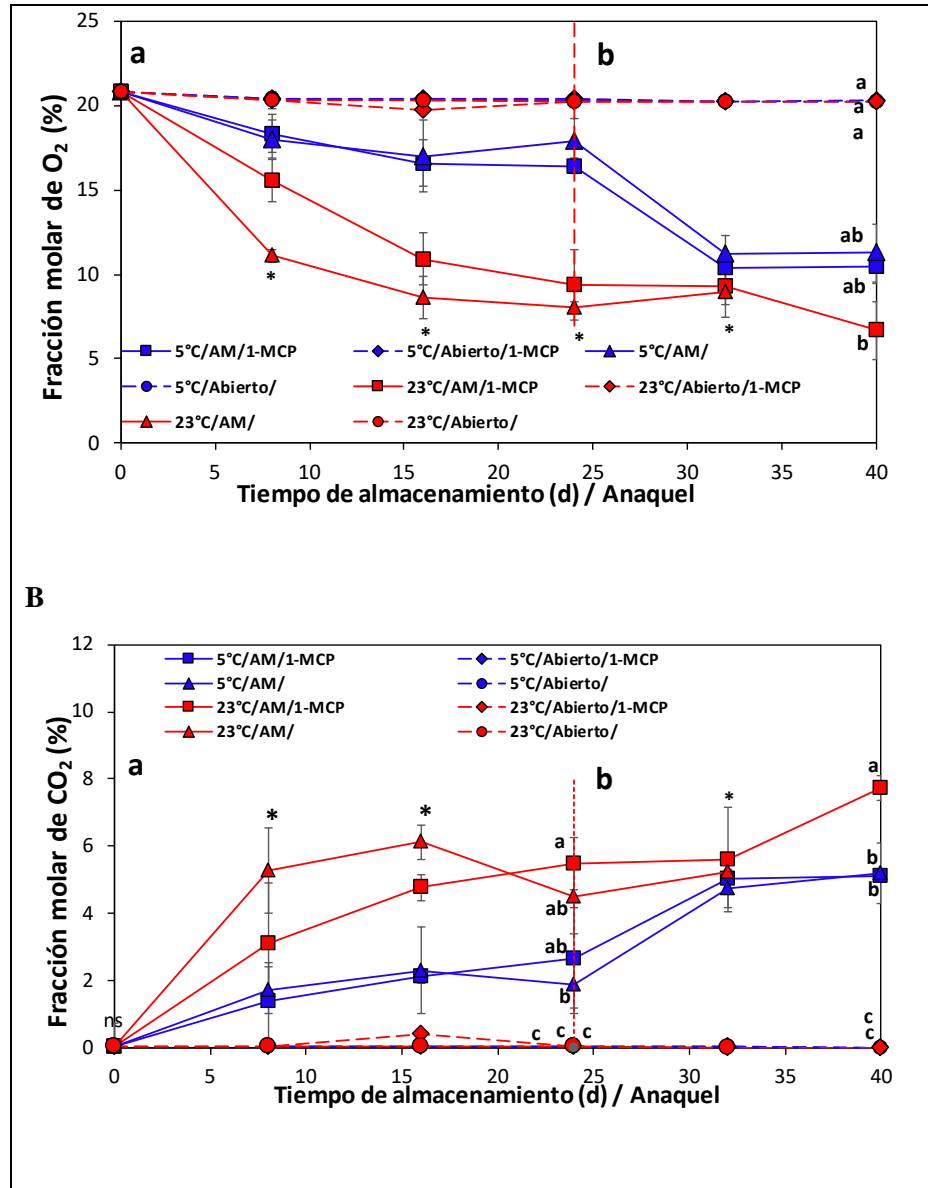 25
a
b
a
20
a
a
15
ab
10
ab
*
*
*
*
b
5°C/AM/1-MCP
5°C/Abierto/1-MCP
5°C/AM/
5
5°C/Abierto/
23°C/AM/1-MCP
23°C/Abierto/1-MCP
23°C/AM/
23°C/Abierto/
0
0 5 10 15 20 25 30 35 40
Fracción molar de O2 (%)
Tiempo de almacenamiento (d) / Anaquel
B
12
5°C/AM/1-MCP
5°C/Abierto/1-MCP
5°C/AM/
5°C/Abierto/
10
23°C/AM/1-MCP
23°C/Abierto/1-MCP
23°C/AM/
23°C/Abierto/
a
b
a
8
*
*
*
6
a
b
b
4
ab
ab
2
b
ns
c c c
c
c
0
0 5 10 15 20 25 30 35 40
Fracción molar de CO2 (%)
Tiempo de almacenamiento (d) / Anaquel